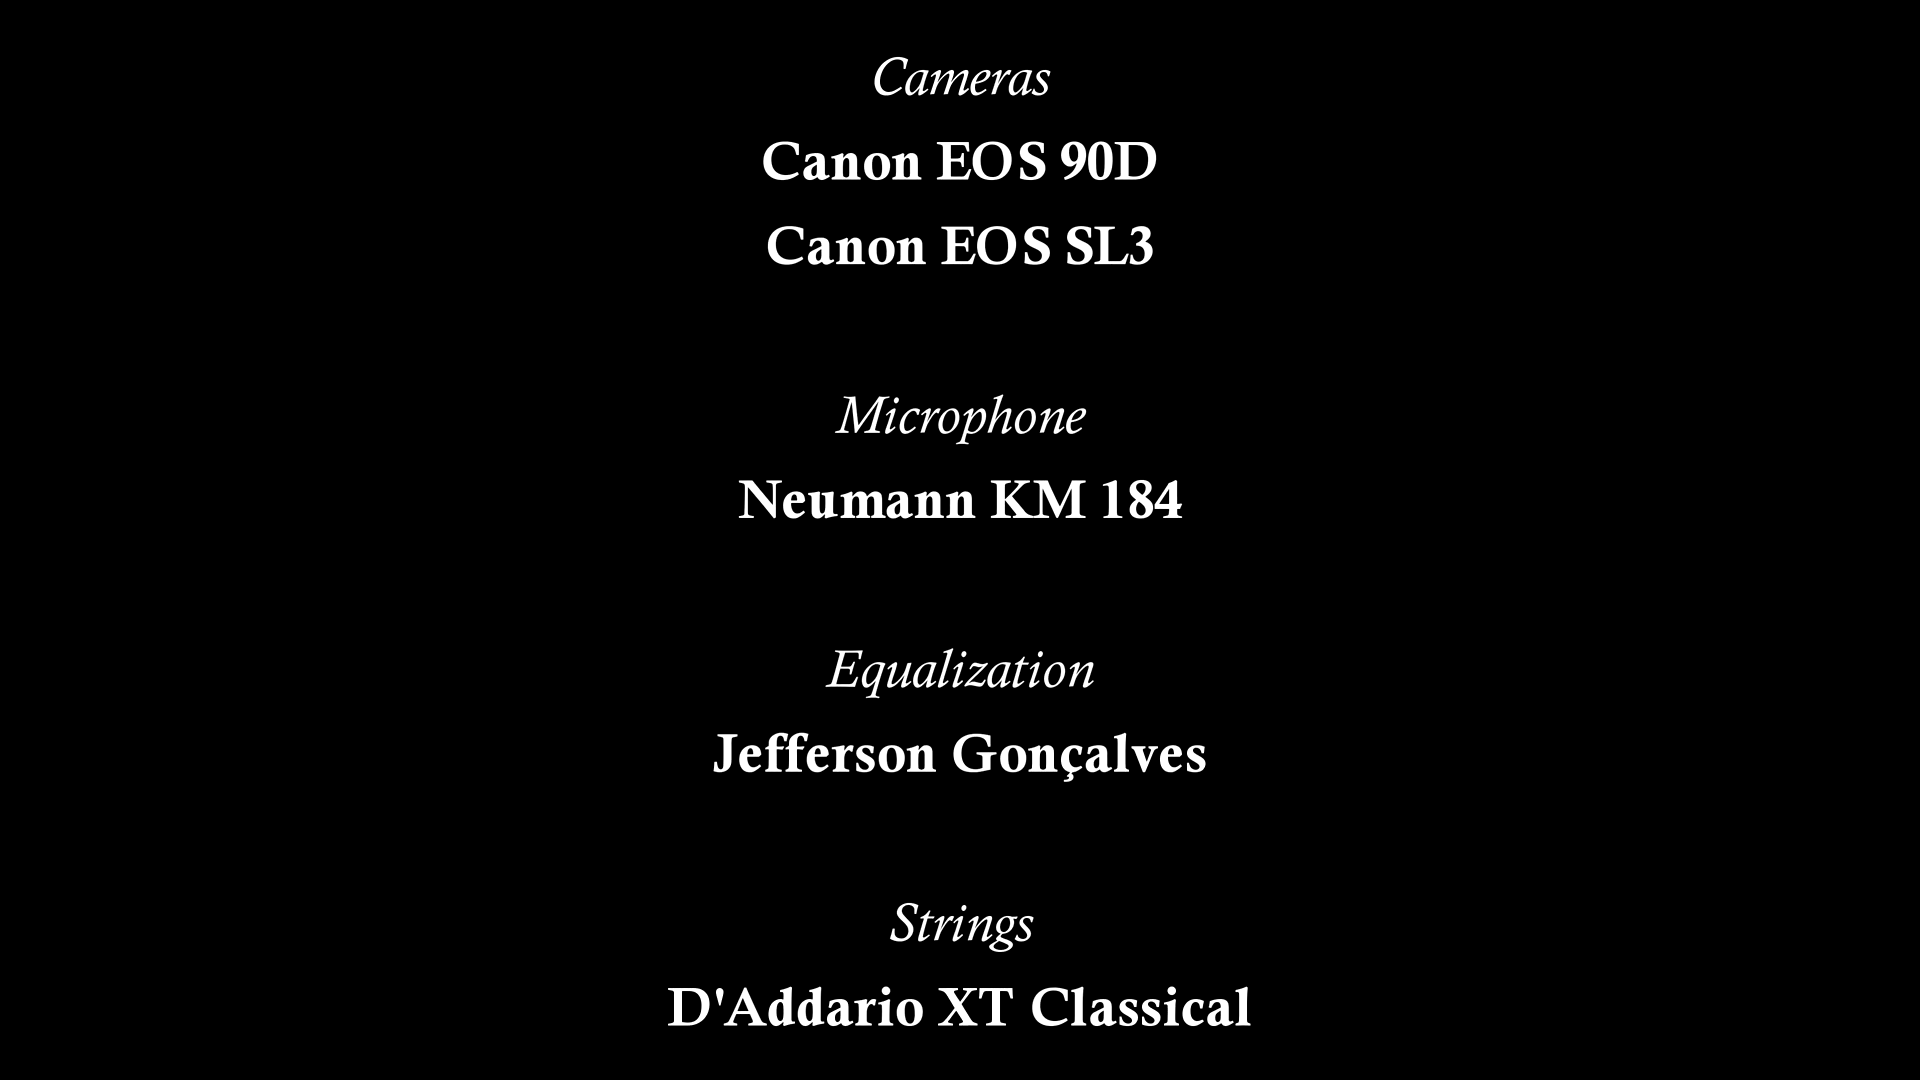 Cameras
Canon EOS 90D
Canon EOS SL3
Microphone
Neumann KM 184
Equalization
Jefferson Gonçalves
Strings
D'Addario XT Classical